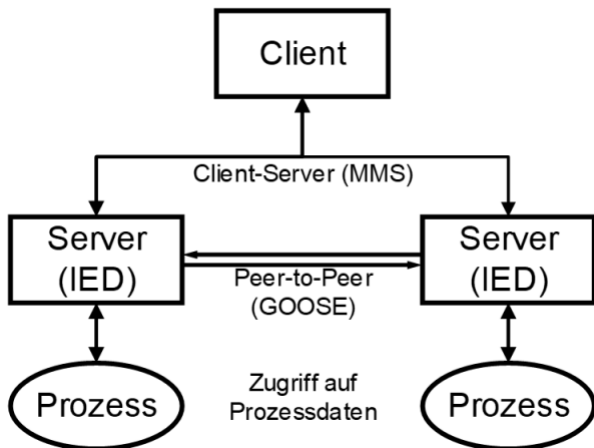 Client
Client-Server (MMS)
Server
(IED)
Server
(IED)
Peer-to-Peer
(GOOSE)
Prozess
Zugriff auf
Prozessdaten
Prozess